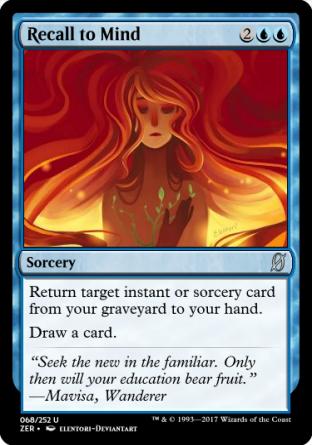 Recall to Mind 2
Sorcery
Return target instant or sorcery card
from your graveyard to your hand.
Draw a card.
“Seek the new in the familiar. Only
then will your education bear fruit.”
—Mavisa, Wanderer
068/252 U
ZER • ELENTORI-DEVIANTART
™ & © 1993—2017 Wizards of the Coast